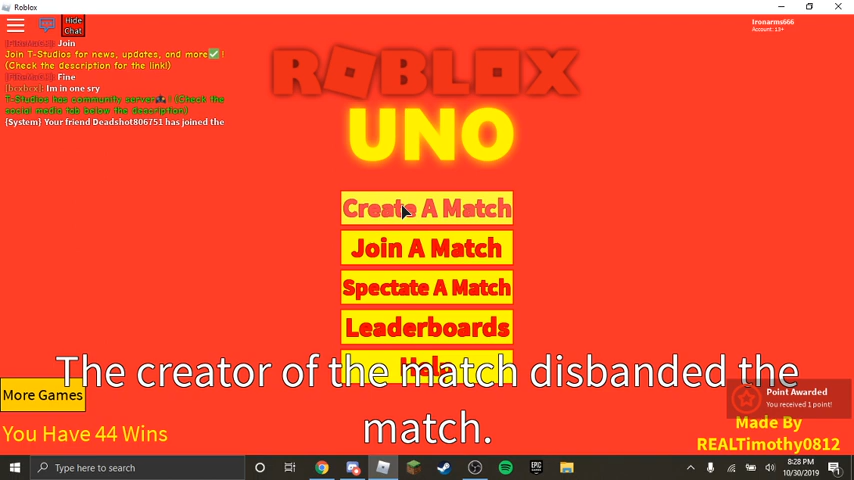 Roblox
Hide
Chat
Ironarms666
Account: 13+
Join
Join T-Studios for news, updates, and more✅!
(Check the description for the link!)
Fine
Im in one sry
T-Studios has community server! (Check the
social media tab below the description)
{System} Your friend Deadshot806751 has joined the
ROBLOX
UNO
Create A Match
Join A Match
Spectate A Match
Leaderboards
Help
The creator of the match disbanded the
match.
More Games
You Have 44 Wins
Point Awarded
You received 1 point!
Made By
REALTimothy0812
Type here to search
EPIC
8:28 PM
10/30/2019